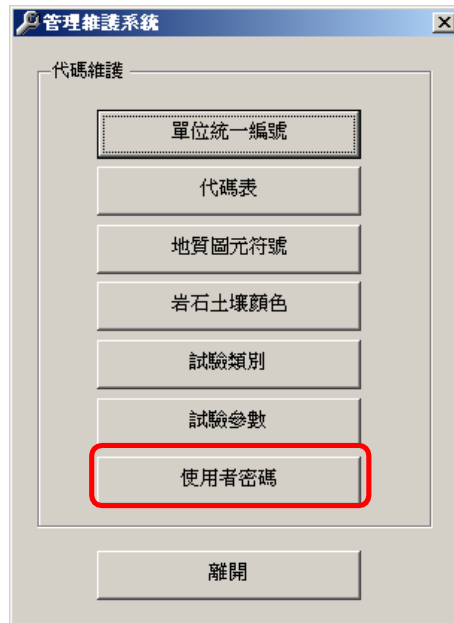 管理維護系統
代碼維護
單位統一編號
代碼表
地質圖元符號
岩石土壤顏色
試驗類別
試驗參數
使用者密碼
離開